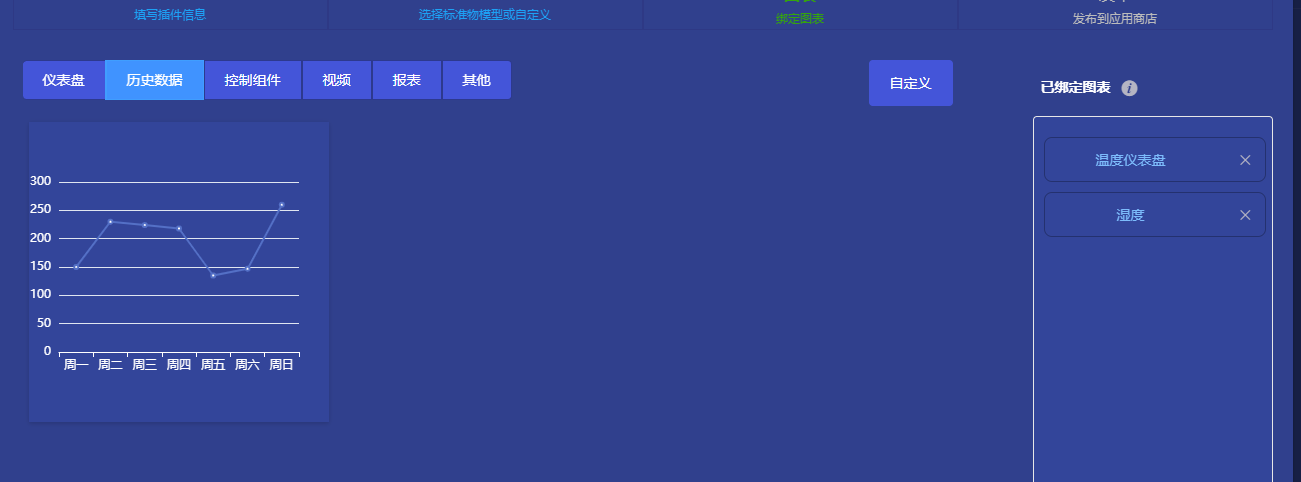 填写插件信息
选择标准物模型或自定义
绑定图表
发布到应用商店
仪表盘
历史数据
控制组件
视频
报表
其他
自定义
已绑定图表
i
温度仪表盘
湿度
300
250
200
150
100
50
0
周一
周二
周三
周四
周五
周六
周日